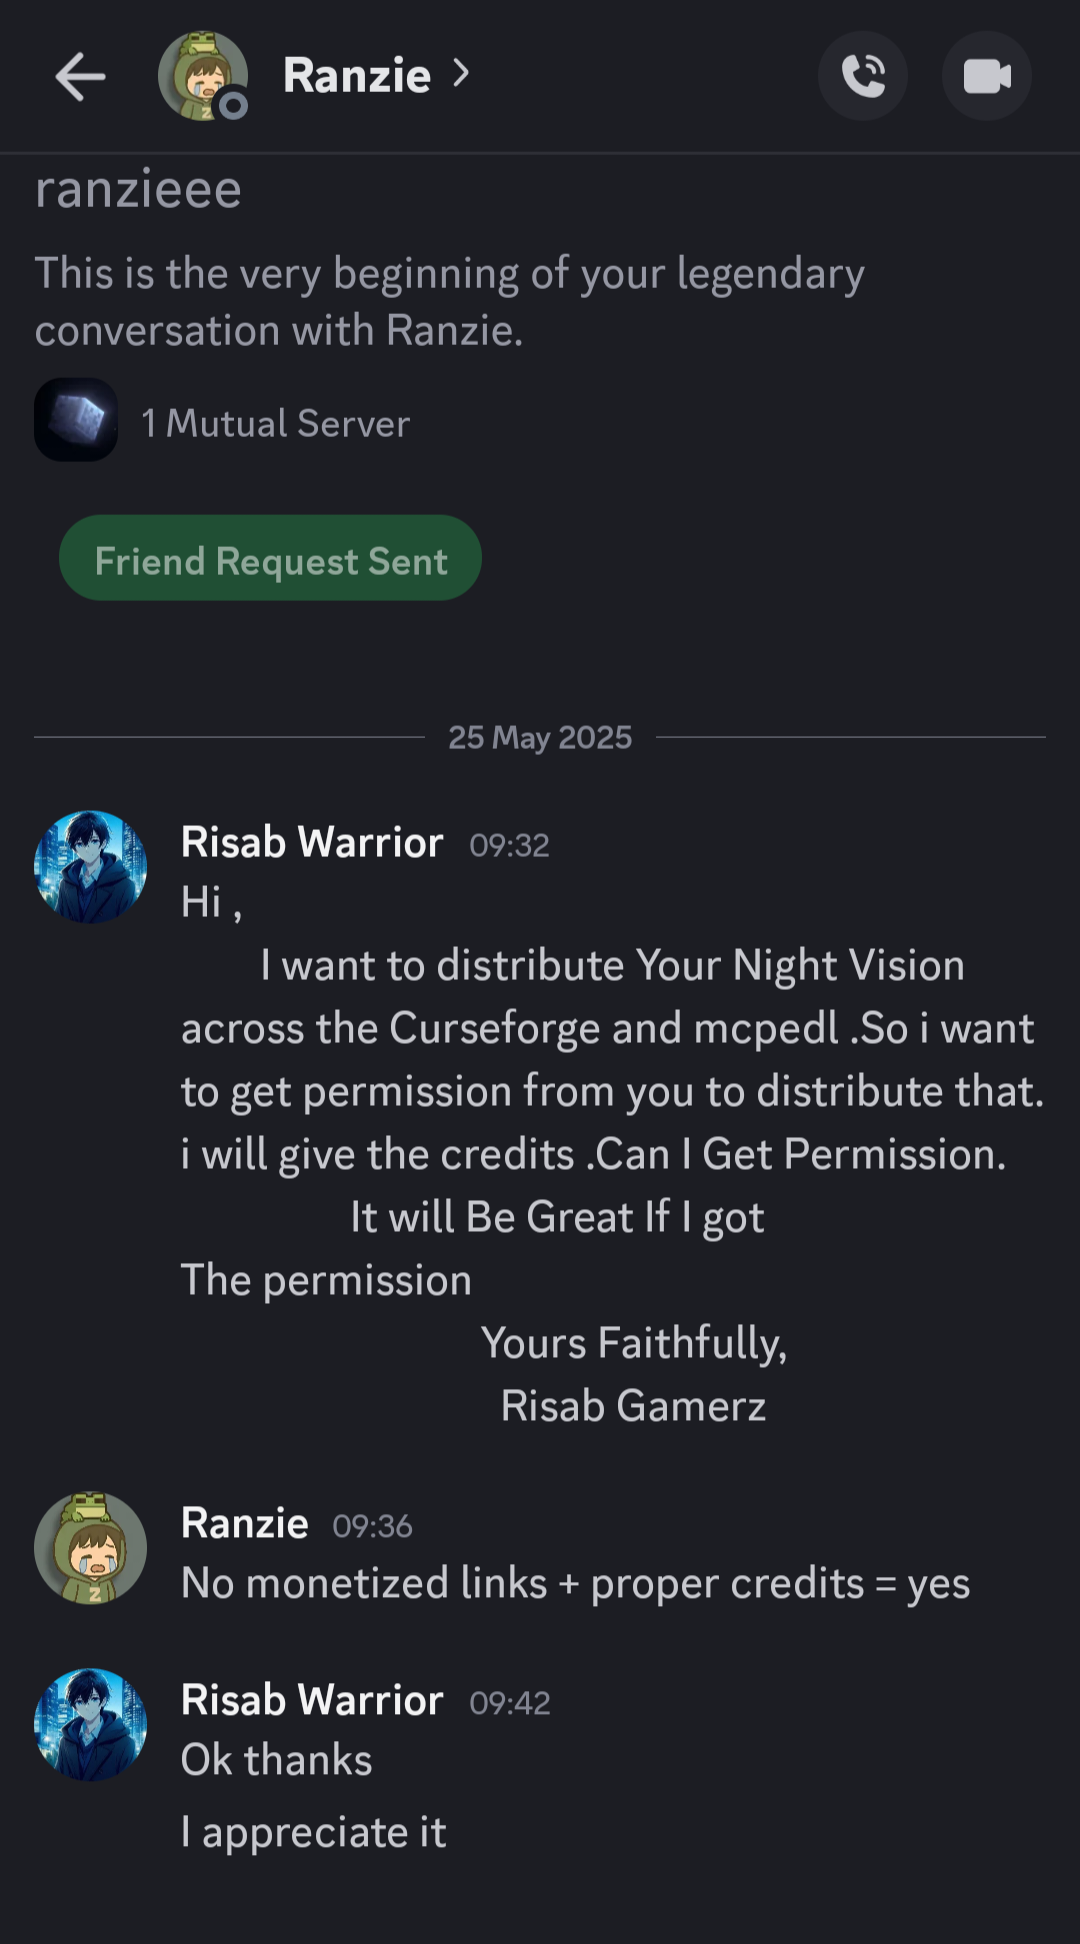 Ranzie
ranzieee
This is the very beginning of your legendary
conversation with Ranzie.
1 Mutual Server
Friend Request Sent
25 May 2025
Risab Warrior 09:32
Hi ,
I want to distribute Your Night Vision
across the Curseforge and mcpedl .So i want
to get permission from you to distribute that.
i will give the credits .Can I Get Permission.
It will Be Great If I got
The permission
Yours Faithfully,
Risab Gamerz
Ranzie 09:36
No monetized links + proper credits = yes
Risab Warrior 09:42
Ok thanks
I appreciate it